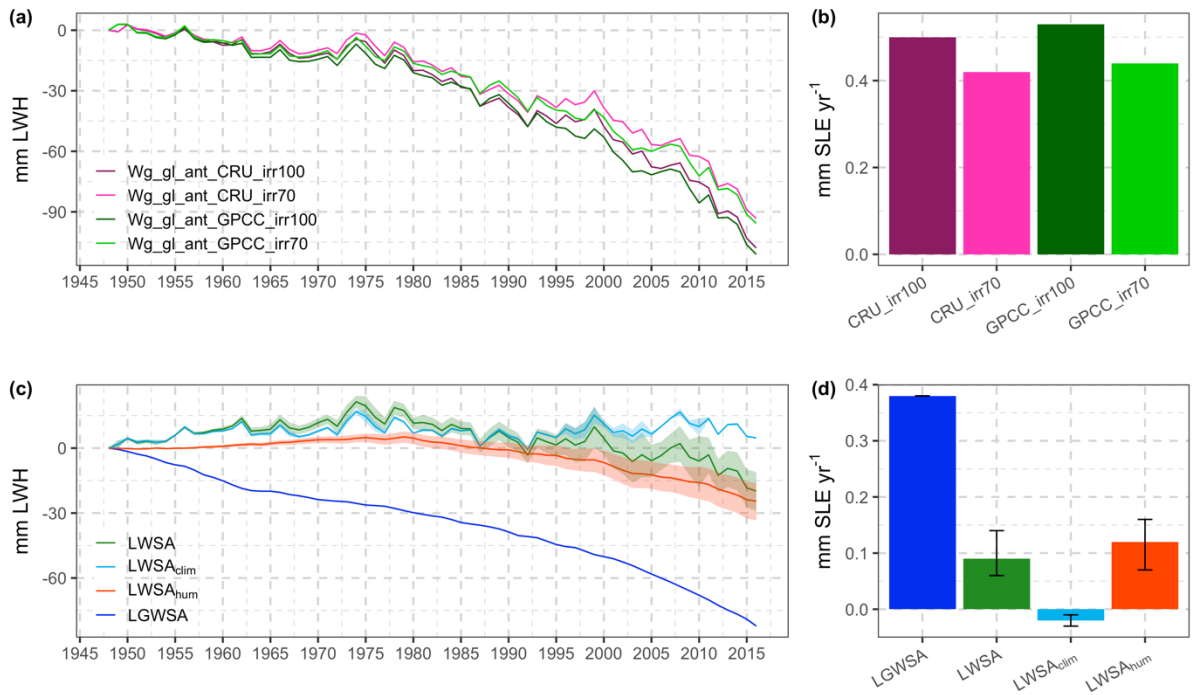 (a)
mm LWH
0
-30
-60
-90
Wg_gl_ant_CRU_irr100
Wg_gl_ant_CRU_irr70
Wg_gl_ant_GPCC_irr100
Wg_gl_ant_GPCC_irr70
1945 1950 1955 1960 1965 1970 1975 1980 1985 1990 1995 2000 2005 2010 2015
(b)
mm SLE yr⁻¹
0.4
0.2
0.0
CRU_irr100
CRU_irr70
GPCC_irr100
GPCC_irr70
(c)
mm LWH
0
-30
-60
LWSA
LWSAclim
LWSAhum
LGWSA
1945 1950 1955 1960 1965 1970 1975 1980 1985 1990 1995 2000 2005 2010 2015
(d)
mm SLE yr⁻¹
0.4
0.3
0.2
0.1
0.0
LGWSA
LWSA
LWSAclim
LWSAhum